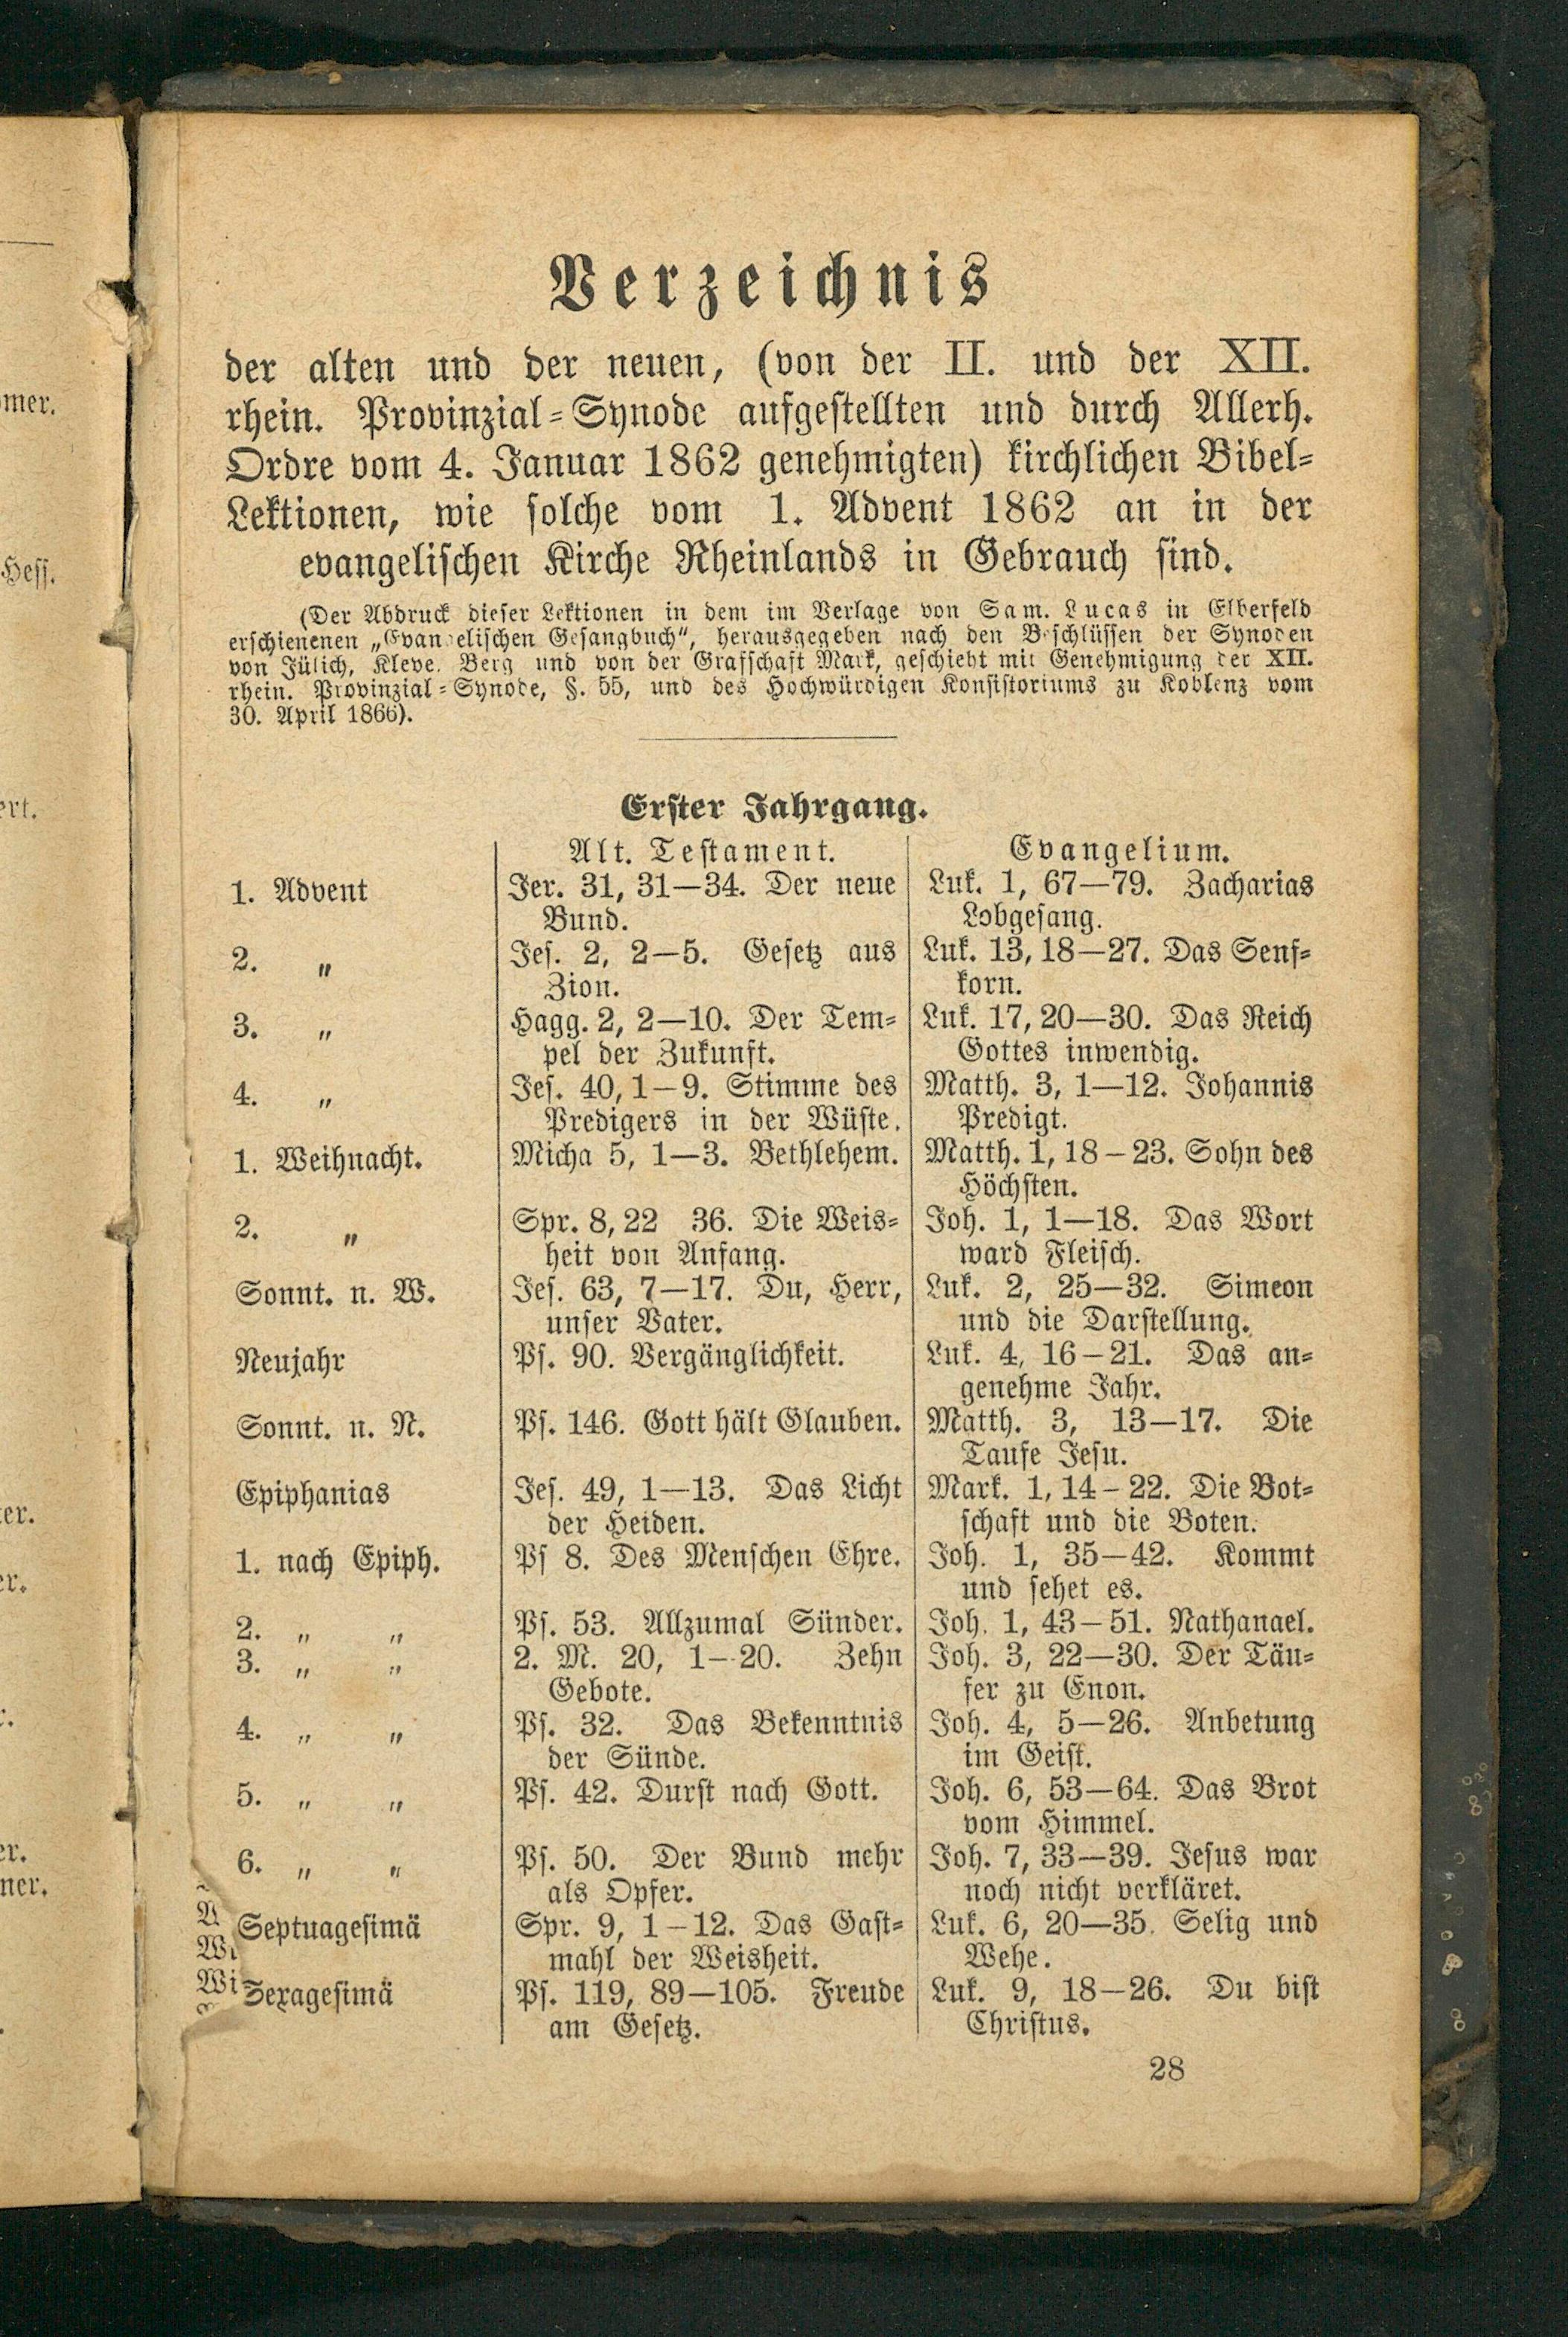 Verzeichnis
der alten und der neuen, (von der II. und der XII.
rhein. Provinzial=Synode aufgestellten und durch Allerh.
Ordre vom 4. Januar 1862 genehmigten) kirchlichen Bibel=
Lektionen, wie solche vom 1. Advent 1862 an in der
evangelischen Kirche Rheinlands in Gebrauch sind.
(Der Abdruck dieser Lektionen in dem im Verlage von Sam. Lucas in Elberfeld
erschienenen „Evangelischen Gesangbuch“, herausgegeben nach den Beschlüssen der Synoden
von Jülich, Kleve, Berg und von der Grafschaft Mark, geschieht mit Genehmigung der XII.
rhein. Provinzial=Synode, §. 55, und des Hochwürdigen Konsistoriums zu Koblenz vom
30. April 1866).
Erster Jahrgang.
Alt. Testament. Evangelium.
1. Advent Jer. 31, 31—34. Der neue Luk. 1, 67—79. Zacharias
Bund. Lobgesang.
2. „ Jes. 2, 2—5. Gesetz aus Luk. 13, 18—27. Das Senf=
Zion. korn.
3. „ Hagg. 2, 2—10. Der Tem= Luk. 17, 20—30. Das Reich
pel der Zukunft. Gottes inwendig.
4. „ Jes. 40, 1—9. Stimme des Matth. 3, 1—12. Johannis
Predigers in der Wüste. Predigt.
1. Weihnacht. Micha 5, 1—3. Bethlehem. Matth. 1, 18—23. Sohn des
Höchsten.
2. „ Spr. 8, 22 36. Die Weis= Joh. 1, 1—18. Das Wort
heit von Anfang. ward Fleisch.
Sonnt. n. W. Jes. 63, 7—17. Du, Herr, Luk. 2, 25—32. Simeon
unser Vater. und die Darstellung.
Neujahr Ps. 90. Vergänglichkeit. Luk. 4, 16—21. Das an=
genehme Jahr.
Sonnt. n. N. Ps. 146. Gott hält Glauben. Matth. 3, 13—17. Die
Taufe Jesu.
Epiphanias Jes. 49, 1—13. Das Licht Mark. 1, 14—22. Die Bot=
der Heiden. schaft und die Boten.
1. nach Epiph. Ps 8. Des Menschen Ehre. Joh. 1, 35—42. Kommt
und sehet es.
2. „ „ Ps. 53. Allzumal Sünder. Joh. 1, 43—51. Nathanael.
3. „ „ 2. M. 20, 1—20. Zehn Joh. 3, 22—30. Der Täu=
Gebote. fer zu Enon.
4. „ „ Ps. 32. Das Bekenntnis Joh. 4, 5—26. Anbetung
der Sünde. im Geist.
5. „ „ Ps. 42. Durst nach Gott. Joh. 6, 53—64. Das Brot
vom Himmel.
6. „ „ Ps. 50. Der Bund mehr Joh. 7, 33—39. Jesus war
als Opfer. noch nicht verkläret.
Septuagesimä Spr. 9, 1—12. Das Gast= Luk. 6, 20—35. Selig und
mahl der Weisheit. Wehe.
Sexagesimä Ps. 119, 89—105. Freude Luk. 9, 18—26. Du bist
am Gesetz. Christus.
28